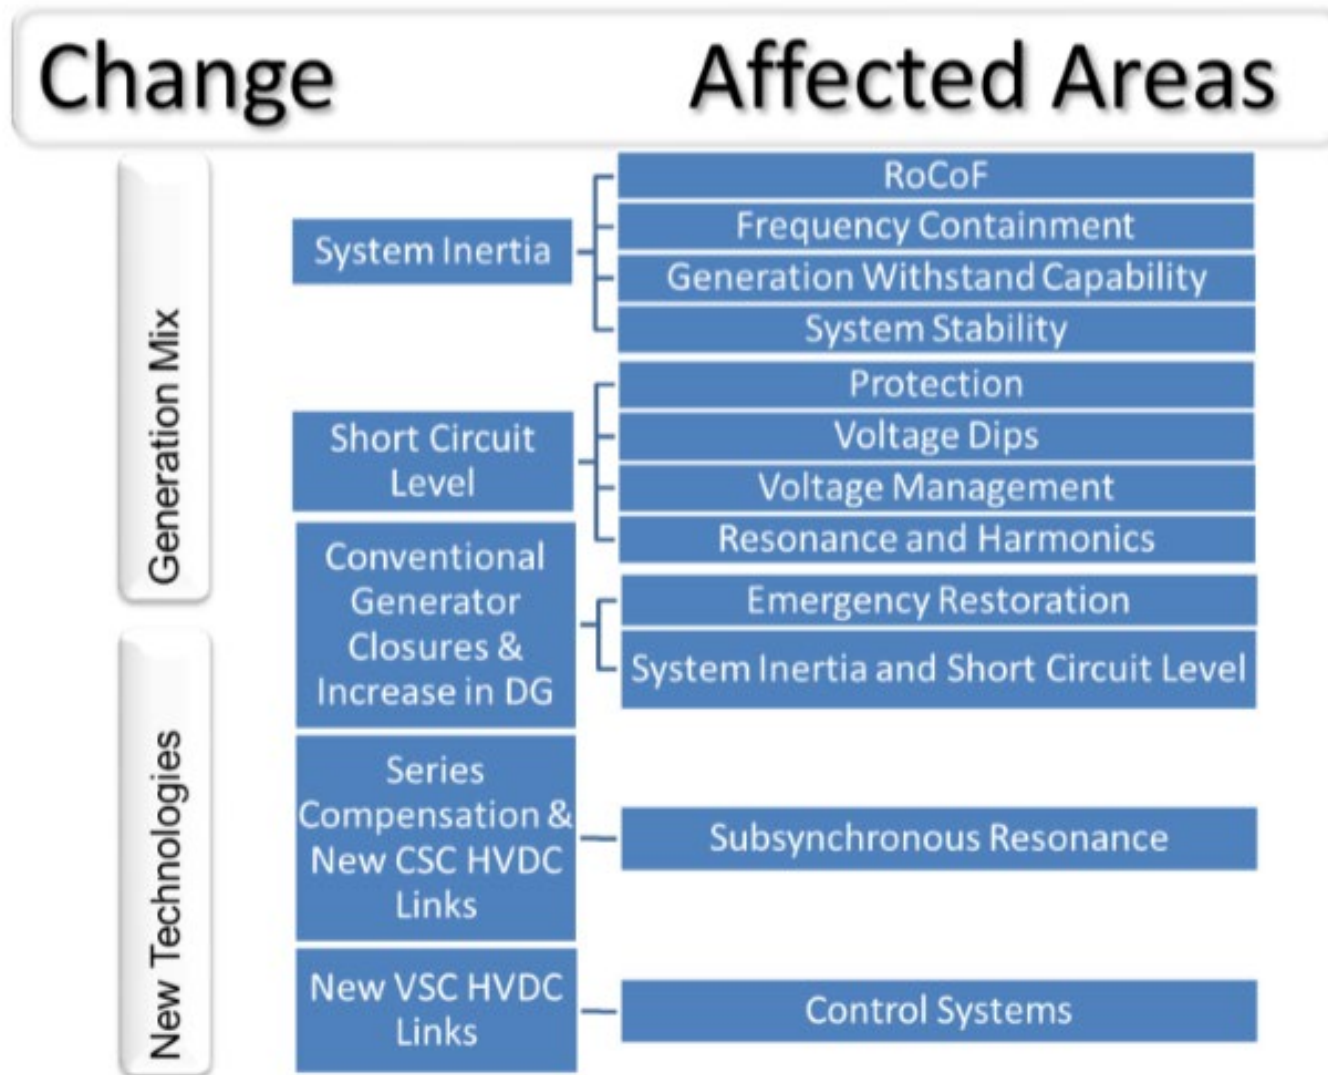 Change Affected Areas
Generation Mix
System Inertia
RoCoF
Frequency Containment
Generation Withstand Capability
System Stability
Short Circuit
Level
Protection
Voltage Dips
Voltage Management
Resonance and Harmonics
Conventional
Generator
Closures &
Increase in DG
Emergency Restoration
System Inertia and Short Circuit Level
New Technologies
Series
Compensation &
New CSC HVDC
Links
Subsynchronous Resonance
New VSC HVDC
Links
Control Systems